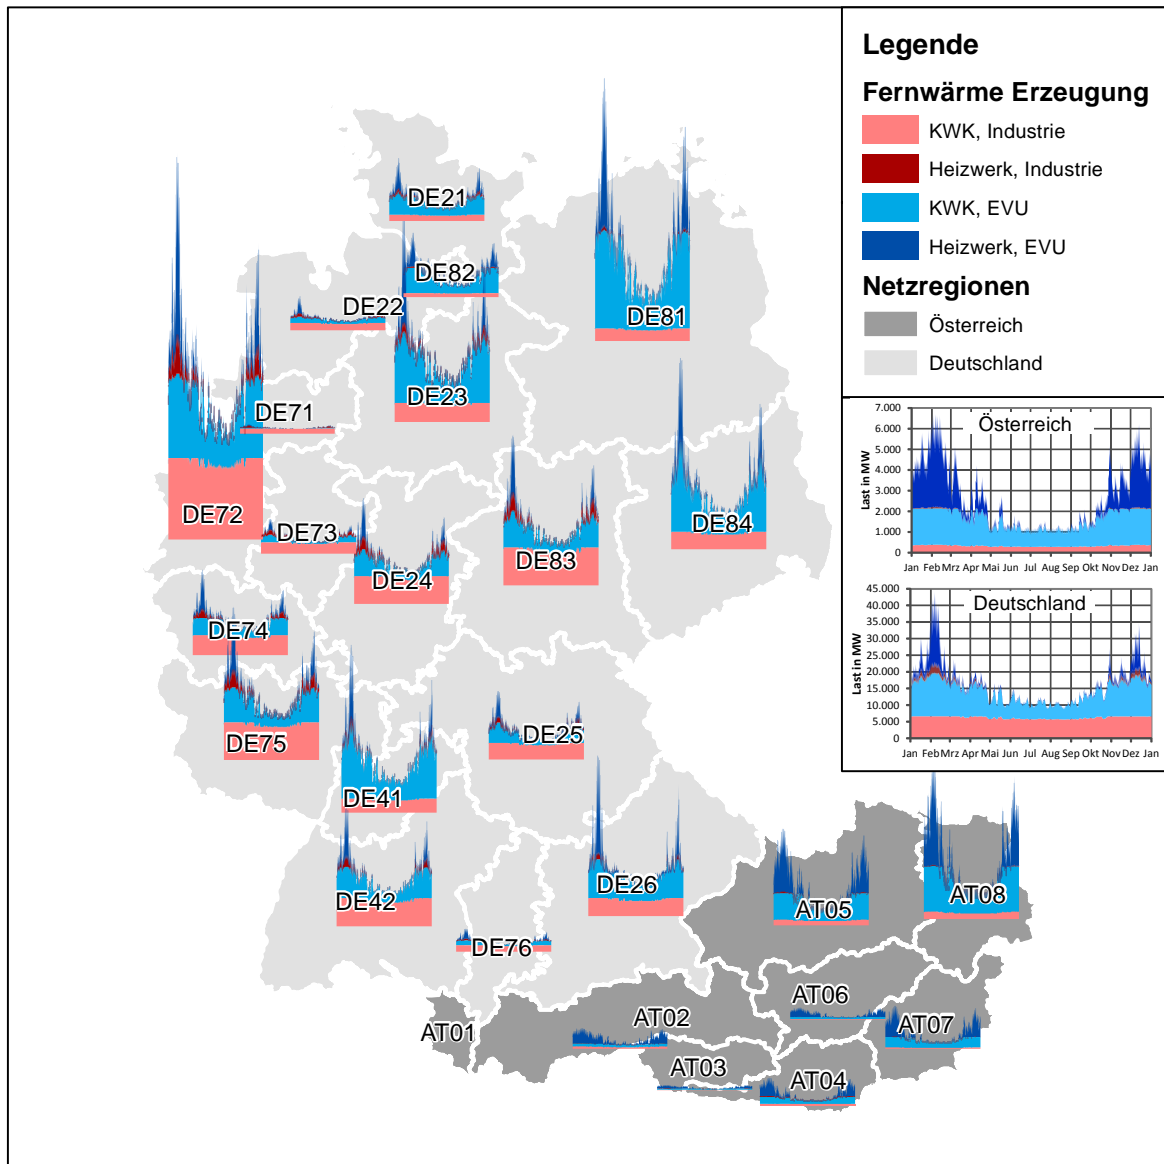 Legende
Fernwärme Erzeugung
KWK, Industrie
Heizwerk, Industrie
KWK, EVU
Heizwerk, EVU
Netzregionen
Österreich
Deutschland
DE21
DE82
DE22
DE81
DE23
DE71
DE72
DE73
DE24
DE83
DE84
DE74
DE75
DE25
DE41
DE42
DE26
DE76
AT05
AT08
AT06
AT07
AT02
AT01
AT03
AT04
Österreich
Last in MW
7.000
6.000
5.000
4.000
3.000
2.000
1.000
0
Jan Feb Mrz Apr Mai Jun Jul Aug Sep Okt Nov Dez Jan
Deutschland
Last in MW
45.000
40.000
35.000
30.000
25.000
20.000
15.000
10.000
5.000
0
Jan Feb Mrz Apr Mai Jun Jul Aug Sep Okt Nov Dez Jan